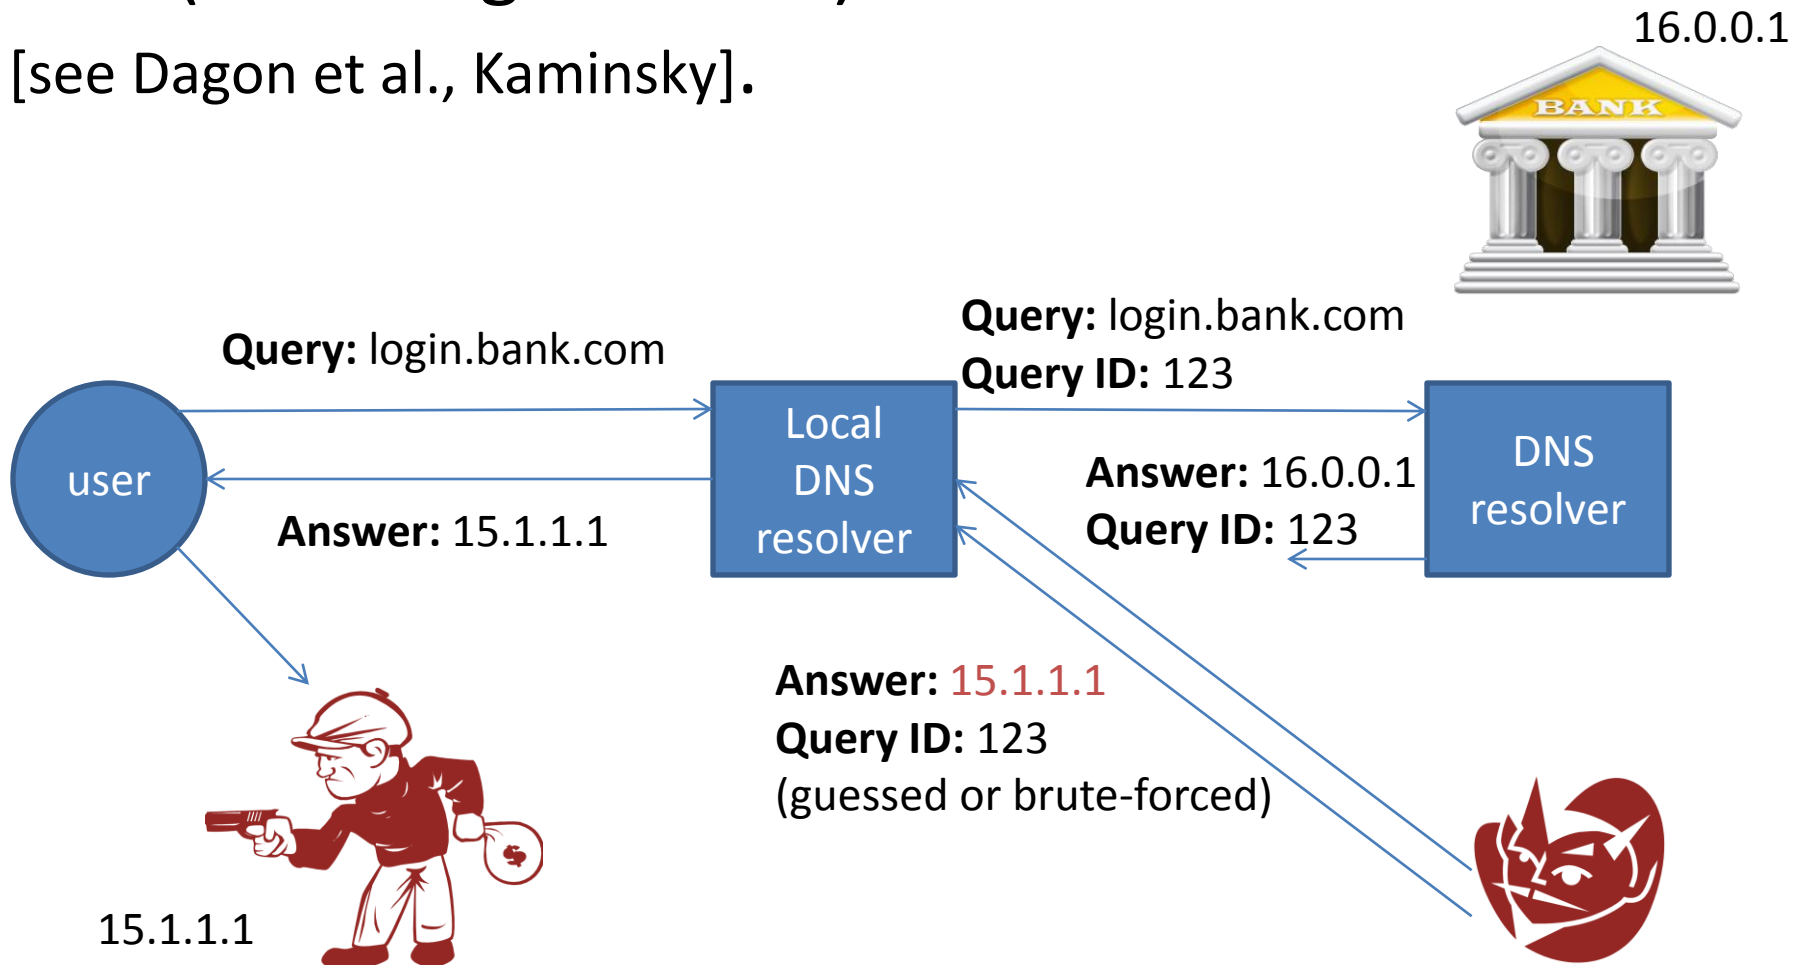 [see Dagon et al., Kaminsky].
16.0.0.1
BANK
Query: login.bank.com
Query ID: 123
Query: login.bank.com
Local
DNS
resolver
DNS
resolver
user
Answer: 16.0.0.1
Query ID: 123
Answer: 15.1.1.1
Answer: 15.1.1.1
Query ID: 123
(guessed or brute-forced)
$
15.1.1.1